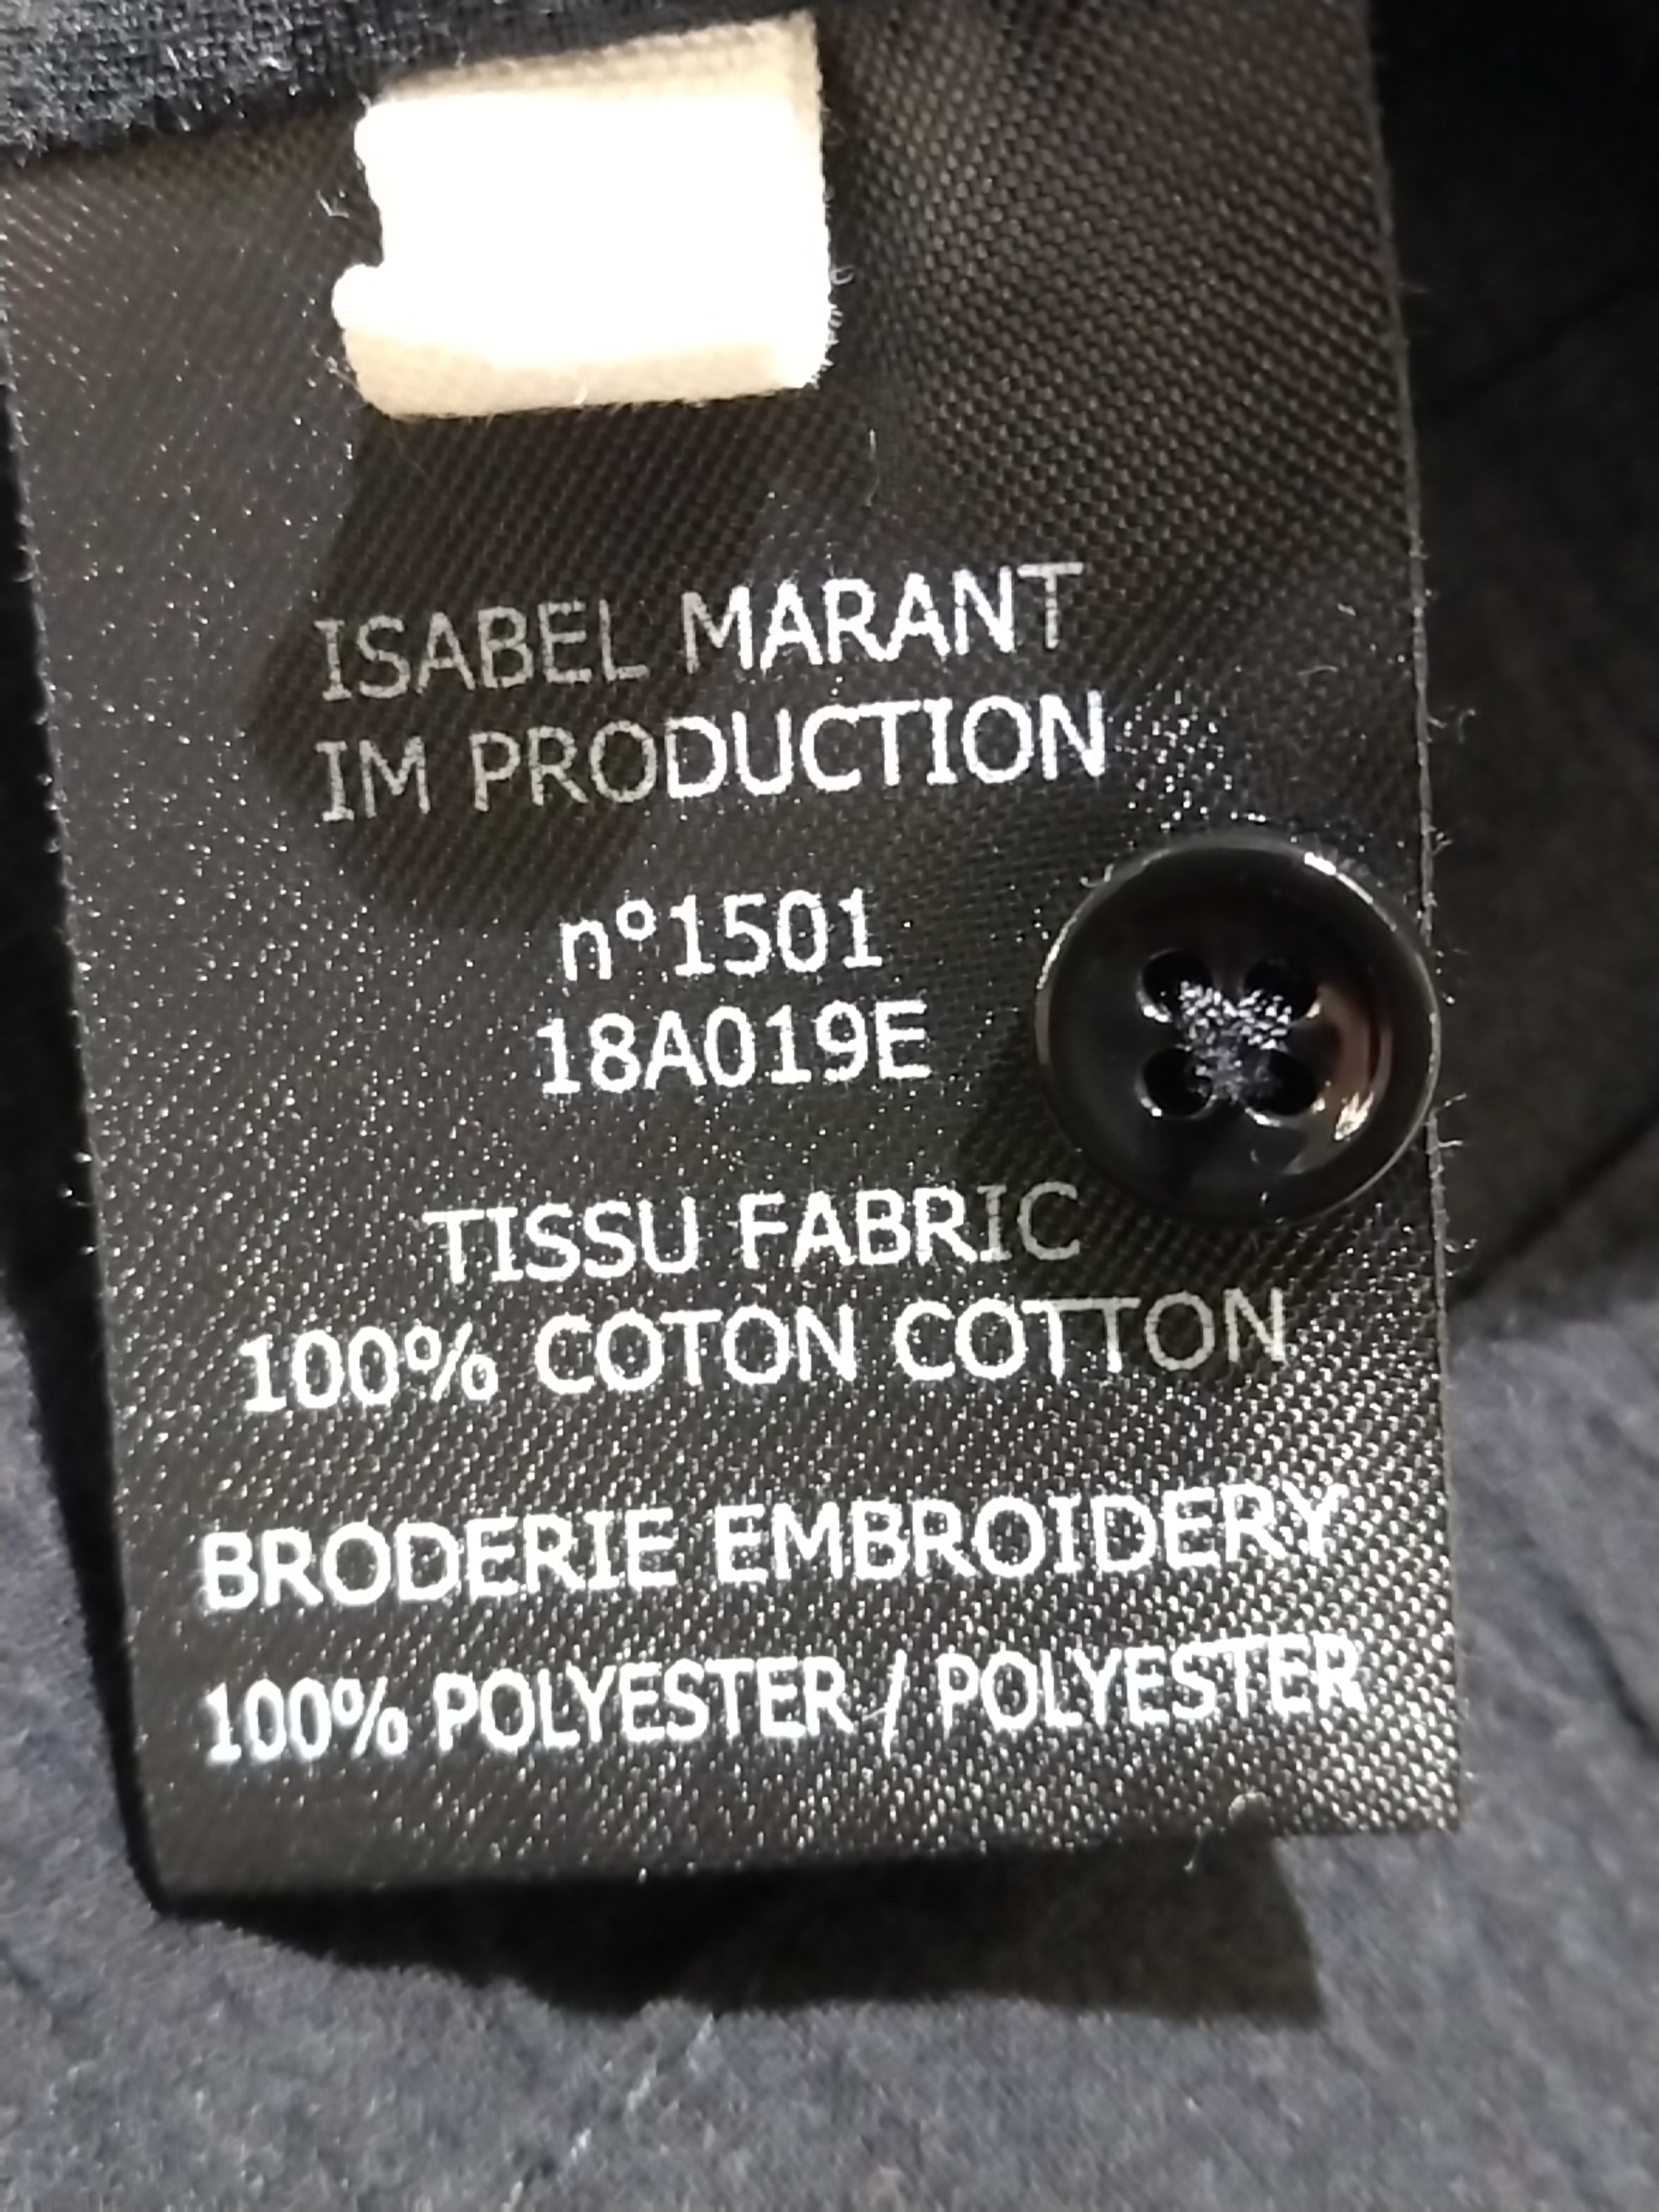 ISABEL MARANT
IM PRODUCTION
n°1501
18A019E
TISSU FABRIC
100% COTON COTTON
BRODERIE EMBROIDERY
100% POLYESTER / POLYESTER